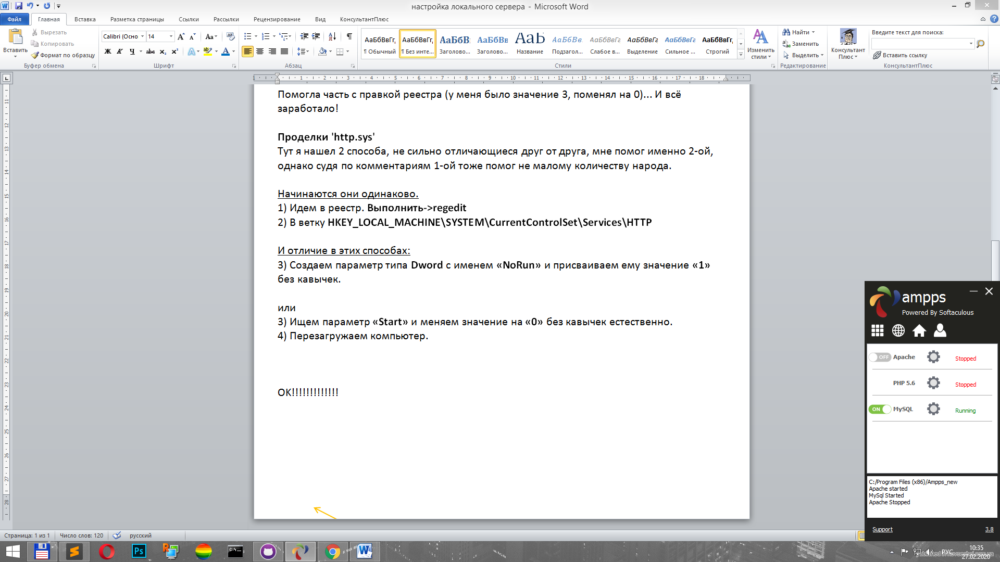 настройка локального сервера - Microsoft Word
Файл Главная Вставка Разметка страницы Ссылки Рассылки Рецензирование Вид КонсультантПлюс
Вставить
Вырезать
Копировать
Формат по образцу
Буфер обмена
Calibri (Осно 14
Шрифт
Абзац
АаБбВвГг, АаБбВвГг, АаБбВ АаБбВв АаБ АаБбВв АаБбВвГг АаБбВвГг АаБбВвГг АаБбВвГг,
¶ Обычный ¶ Без инте... Заголово... Заголово... Название Подзагол... Слабое в... Выделение Сильное ... Строгий
Стили
Изменить стили
Найти
Заменить
Выделить
Редактирование
Консультант Плюс
Введите текст для поиска:
Вставить ссылку
КонсультантПлюс
Помогла часть с правкой реестра (у меня было значение 3, поменял на 0)... И всё
заработало!
Проделки 'http.sys'
Тут я нашел 2 способа, не сильно отличающиеся друг от друга, мне помог именно 2-ой,
однако судя по комментариям 1-ой тоже помог не малому количеству народа.
Начинаются они одинаково.
1) Идем в реестр. Выполнить->regedit
2) В ветку HKEY_LOCAL_MACHINE\SYSTEM\CurrentControlSet\Services\HTTP
И отличие в этих способах:
3) Создаем параметр типа Dword с именем «NoRun» и присваиваем ему значение «1»
без кавычек.
или
3) Ищем параметр «Start» и меняем значение на «0» без кавычек естественно.
4) Перезагружаем компьютер.
ОК!!!!!!!!!!!!!
ampps
Powered By Softaculous
OFF Apache Stopped
PHP 5.6 Stopped
ON MySQL Running
C:/Program Files (x86)/Ampps_new
Apache started
MySql Started
Apache Stopped
Support 3.8
Страница: 1 из 1 Число слов: 120 русский
РУС
10:35
27.02.2020